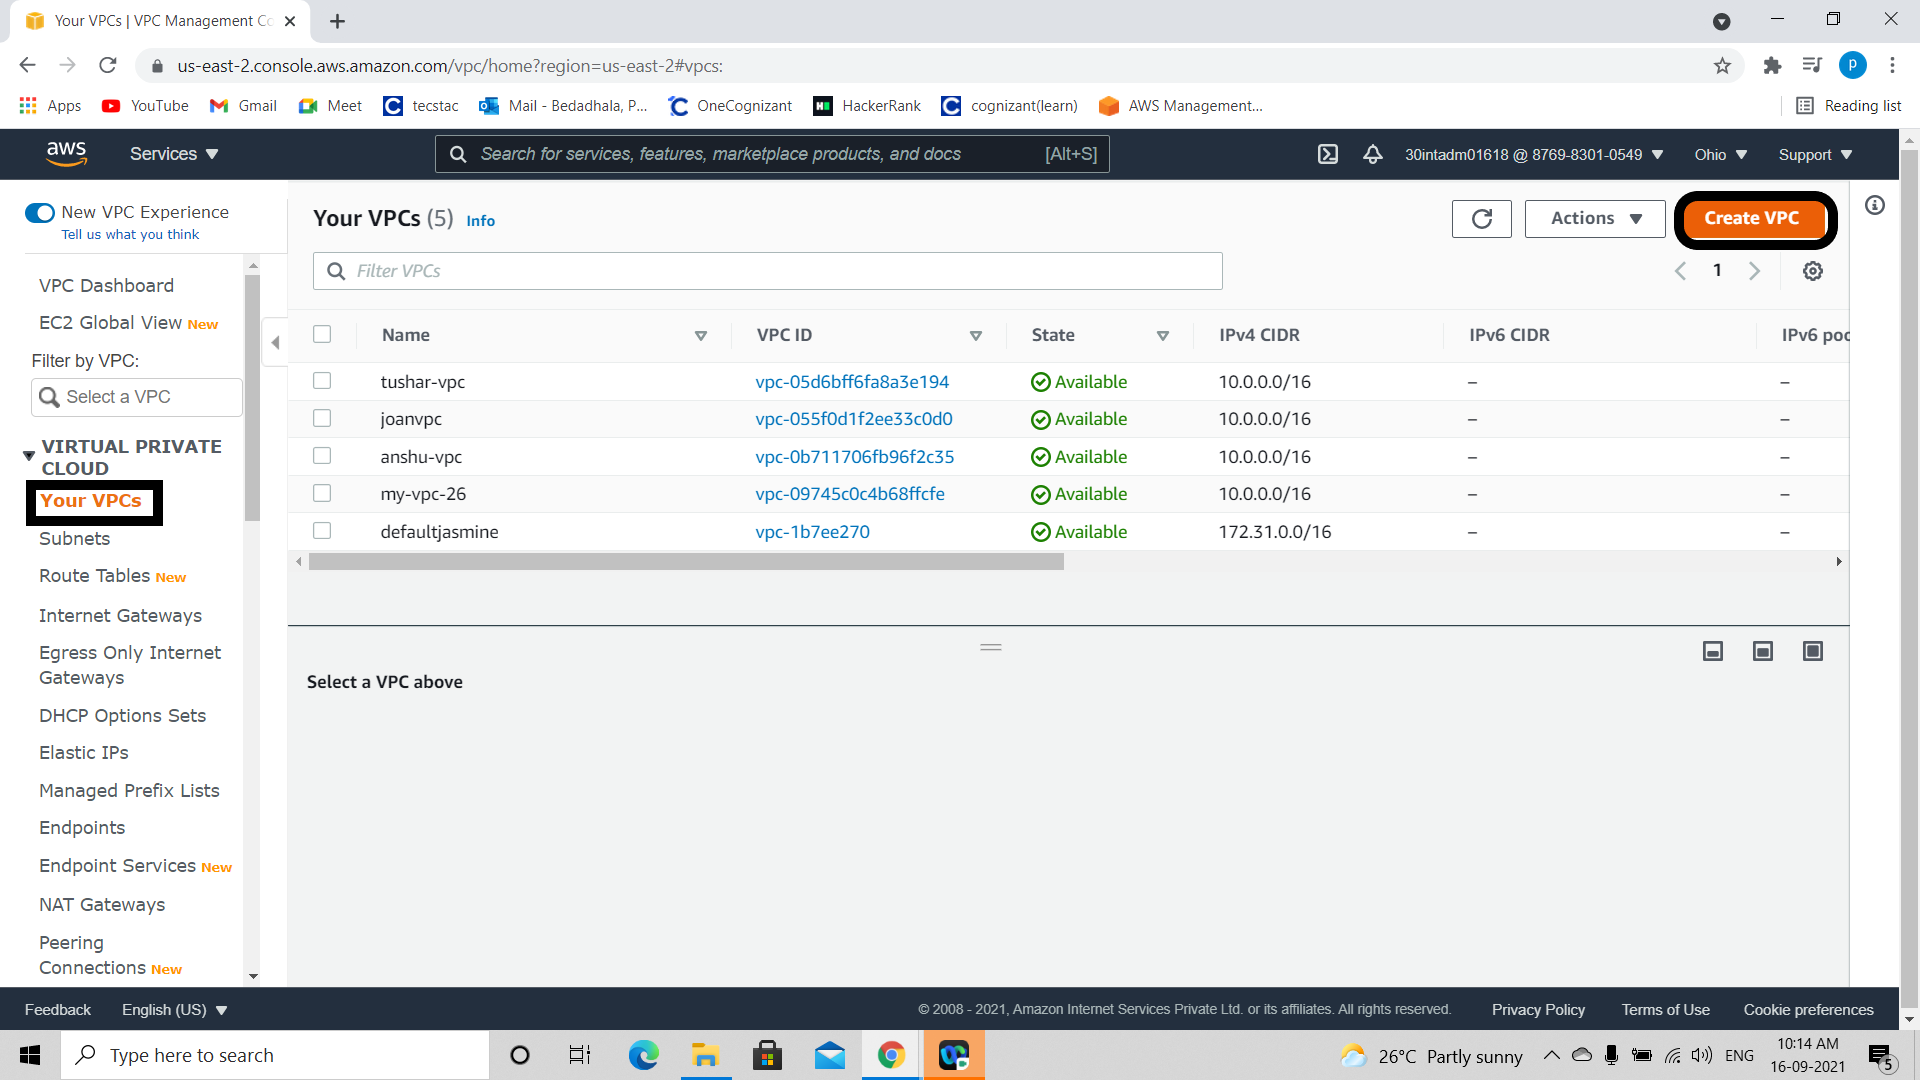 Your VPCs | VPC Management Co
us-east-2.console.aws.amazon.com/vpc/home?region=us-east-2#vpcs:
P
Apps YouTube Gmail Meet tecstac Mail - Bedadhala, P... OneCognizant HackerRank cognizant(learn) AWS Management... Reading list
aws Services Search for services, features, marketplace products, and docs [Alt+S] 30intadm01618 @ 8769-8301-0549 Ohio Support
New VPC Experience
Tell us what you think
VPC Dashboard
EC2 Global View New
Filter by VPC:
Select a VPC
VIRTUAL PRIVATE
CLOUD
Your VPCs
Subnets
Route Tables New
Internet Gateways
Egress Only Internet
Gateways
DHCP Options Sets
Elastic IPs
Managed Prefix Lists
Endpoints
Endpoint Services New
NAT Gateways
Peering
Connections New
Your VPCs (5) Info
Actions
Create VPC
Filter VPCs
1
Name VPC ID State IPv4 CIDR IPv6 CIDR IPv6 poo
tushar-vpc vpc-05d6bff6fa8a3e194 Available 10.0.0.0/16 – –
joanvpc vpc-055f0d1f2ee33c0d0 Available 10.0.0.0/16 – –
anshu-vpc vpc-0b711706fb96f2c35 Available 10.0.0.0/16 – –
my-vpc-26 vpc-09745c0c4b68ffcfe Available 10.0.0.0/16 – –
defaultjasmine vpc-1b7ee270 Available 172.31.0.0/16 – –
Select a VPC above
Feedback English (US) © 2008 - 2021, Amazon Internet Services Private Ltd. or its affiliates. All rights reserved. Privacy Policy Terms of Use Cookie preferences
Type here to search
26°C Partly sunny
ENG
10:14 AM
16-09-2021
5